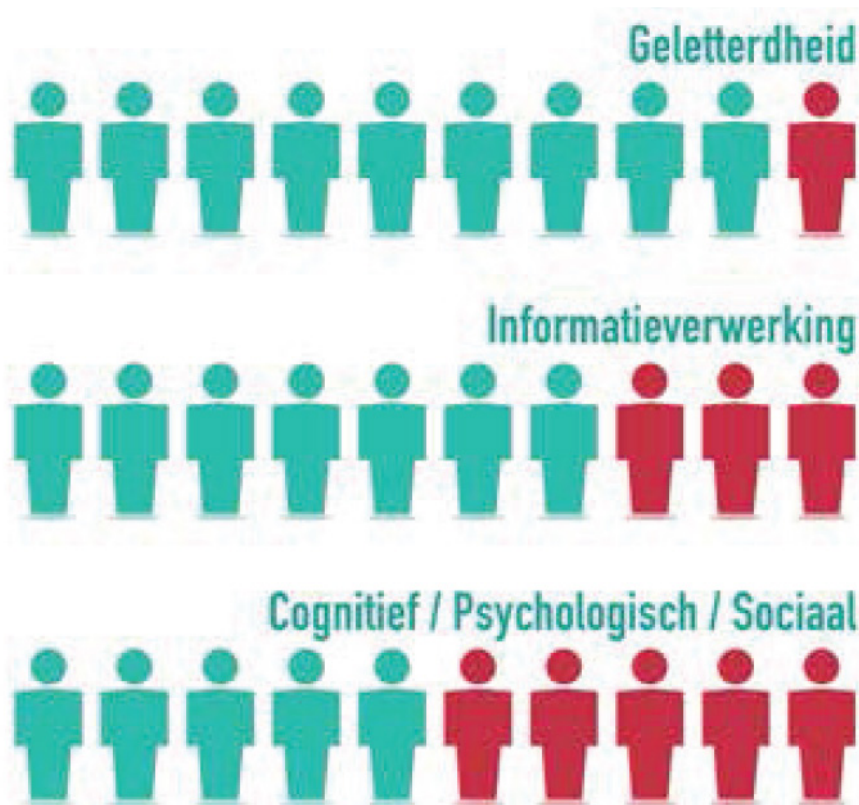 Geletterdheid
Informatieverwerking
Cognitief / Psychologisch / Sociaal